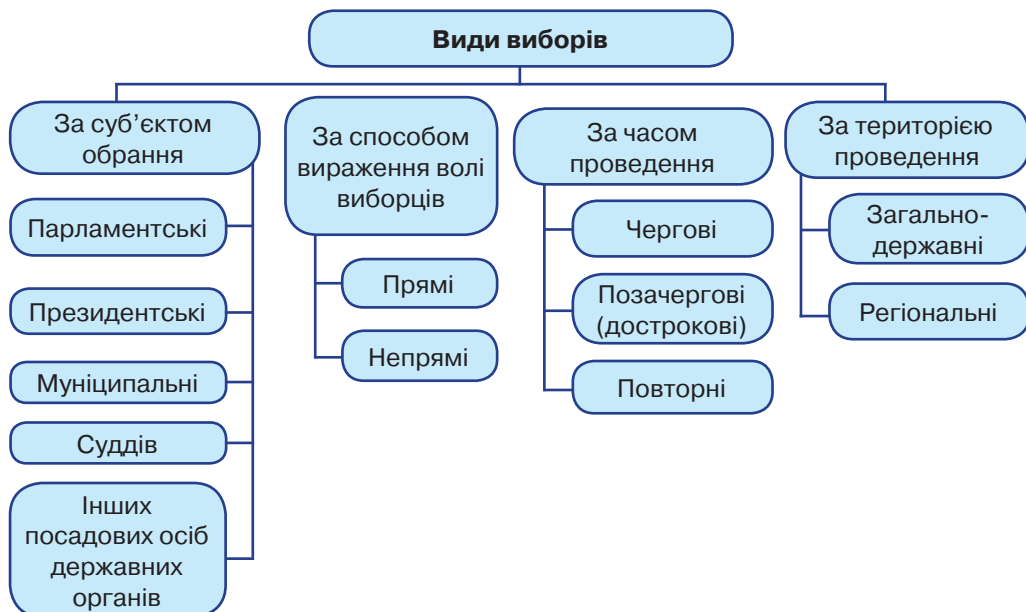 Види виборів
За суб’єктом
обрання
Парламентські
Президентські
Муніципальні
Суддів
Інших
посадових осіб
державних
органів
За способом
вираження волі
виборців
Прямі
Непрямі
За часом
проведення
Чергові
Позачергові
(дострокові)
Повторні
За територією
проведення
Загально-
державні
Регіональні